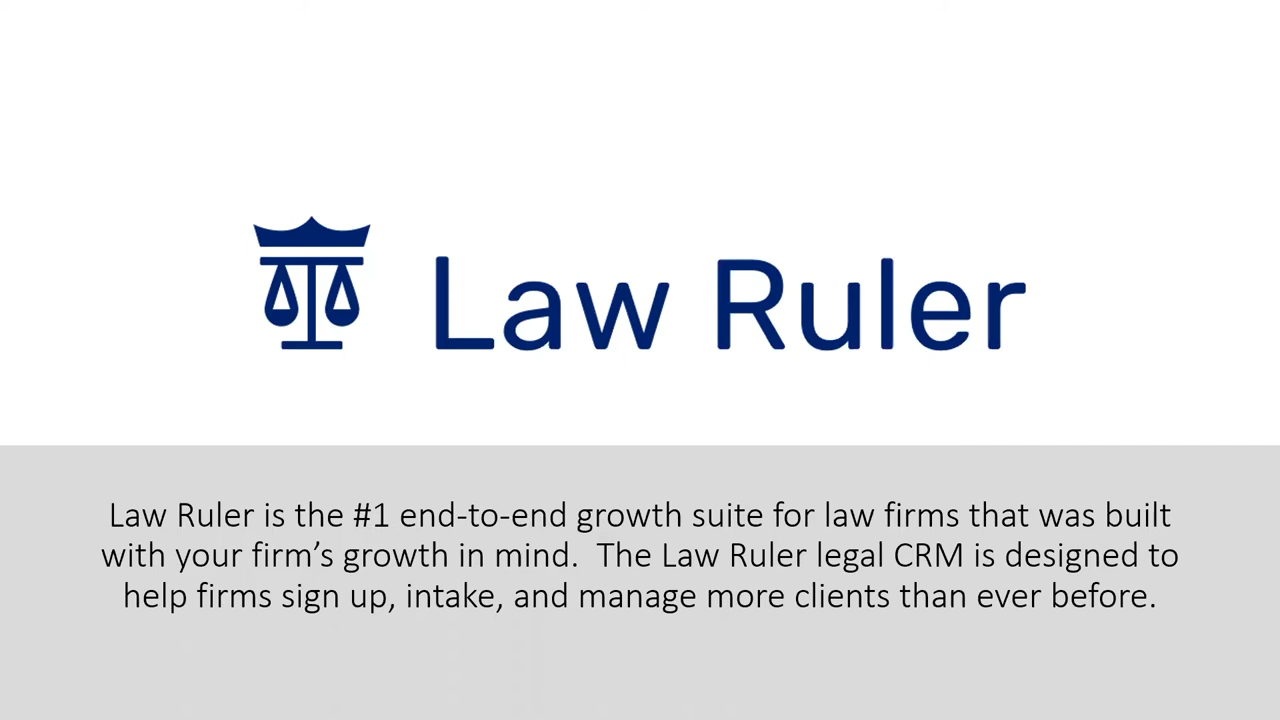 Law Ruler
Law Ruler is the #1 end-to-end growth suite for law firms that was built
with your firm’s growth in mind.  The Law Ruler legal CRM is designed to
help firms sign up, intake, and manage more clients than ever before.